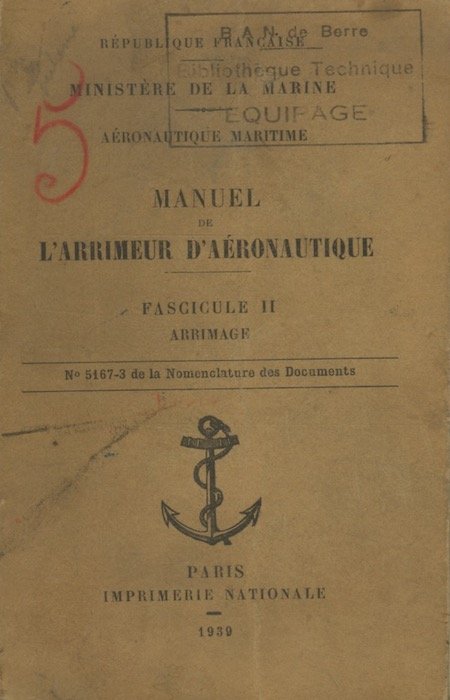 B.A.N. de Berre
RÉPUBLIQUE FRANÇAISE
Bibliothèque Technique
MINISTÈRE DE LA MARINE
EQUIPAGE
AÉRONAUTIQUE MARITIME
5
MANUEL
DE
L'ARRIMEUR D'AÉRONAUTIQUE
FASCICULE II
ARRIMAGE
No 5167-3 de la Nomenclature des Documents
PARIS
IMPRIMERIE NATIONALE
1939